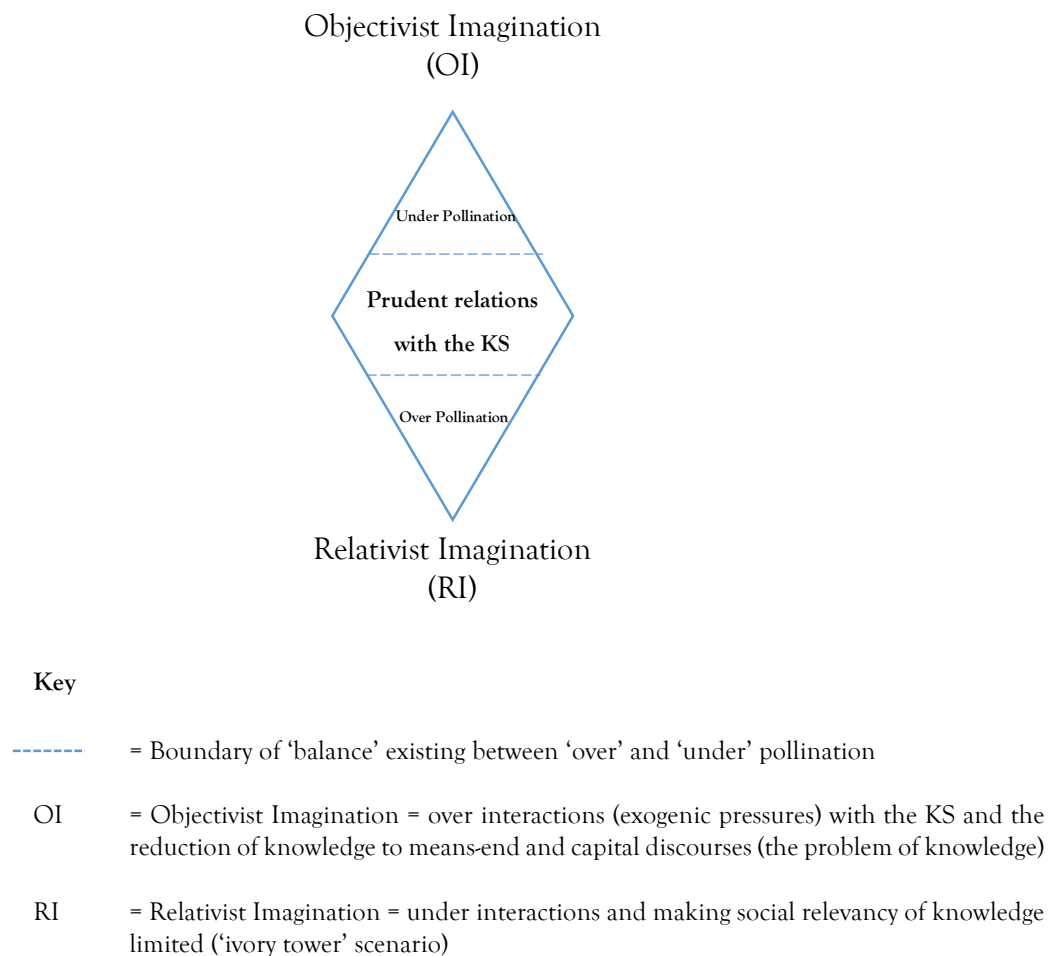 Objectivist Imagination
(OI)
Under Pollination
Prudent relations
with the KS
Over Pollination
Relativist Imagination
(RI)
Key
= Boundary of ‘balance’ existing between ‘over’ and ‘under’ pollination
OI = Objectivist Imagination = over interactions (exogenic pressures) with the KS and the
reduction of knowledge to means-end and capital discourses (the problem of knowledge)
RI = Relativist Imagination = under interactions and making social relevancy of knowledge
limited (‘ivory tower’ scenario)